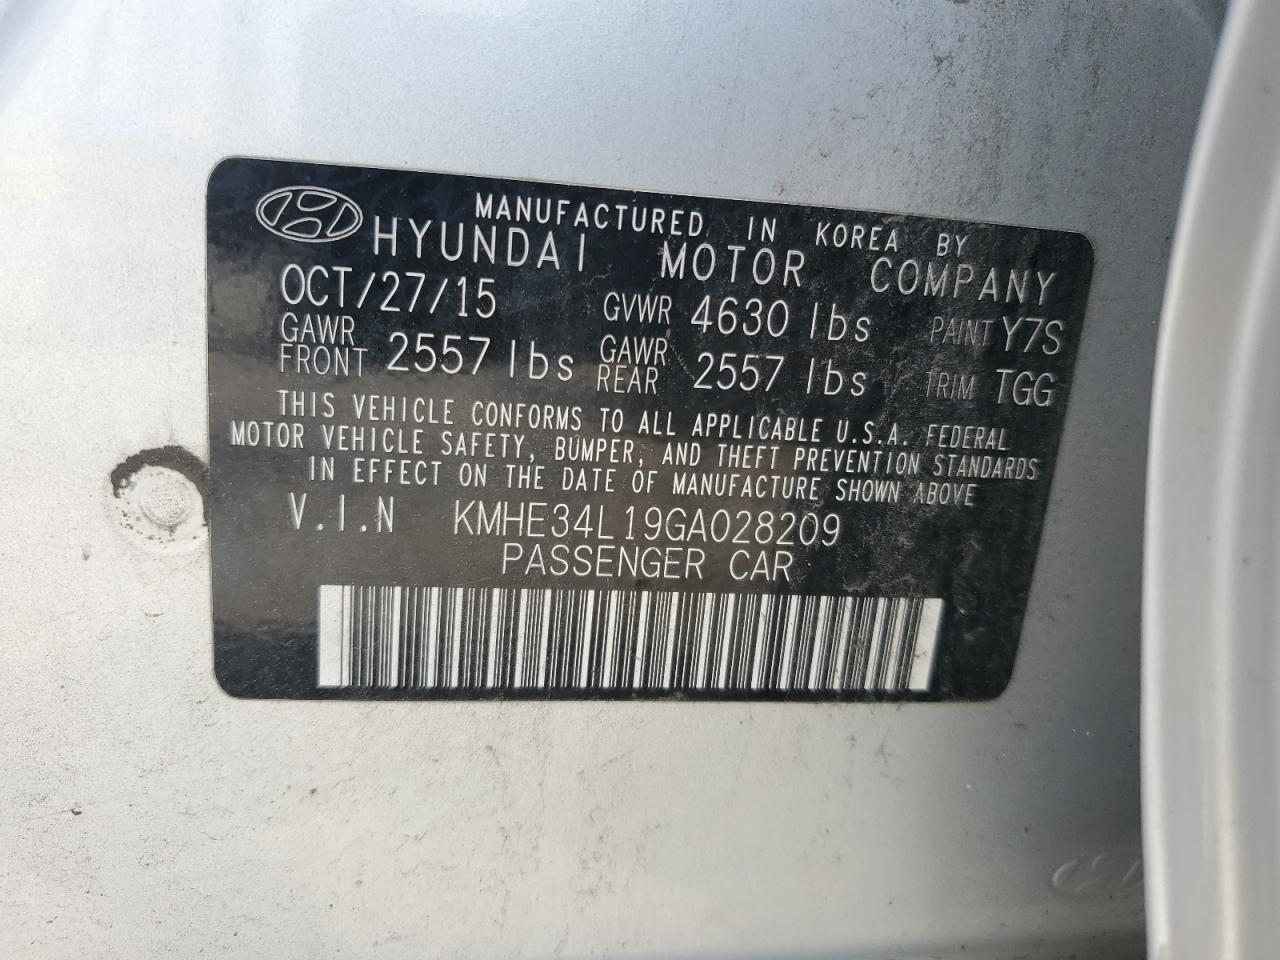 MANUFACTURED IN KOREA BY
HYUNDAI MOTOR COMPANY
OCT/27/15 GVWR 4630 lbs PAINT Y7S
GAWR FRONT 2557 lbs GAWR REAR 2557 lbs TRIM TGG
THIS VEHICLE CONFORMS TO ALL APPLICABLE U.S.A. FEDERAL
MOTOR VEHICLE SAFETY, BUMPER, AND THEFT PREVENTION STANDARDS
IN EFFECT ON THE DATE OF MANUFACTURE SHOWN ABOVE
V.I.N KMHE34L19GA028209
PASSENGER CAR